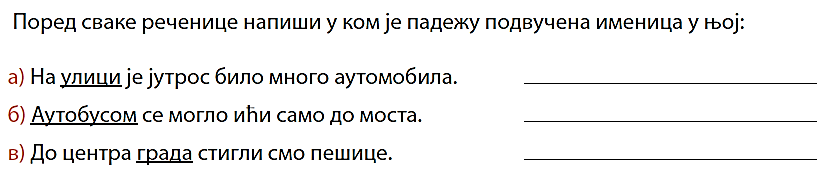 Поред сваке реченице напиши у ком је падежу подвучена именица у њој:
а) На улици је јутрос било много аутомобила.
б) Аутобусом се могло ићи само до моста.
в) До центра града стигли смо пешице.